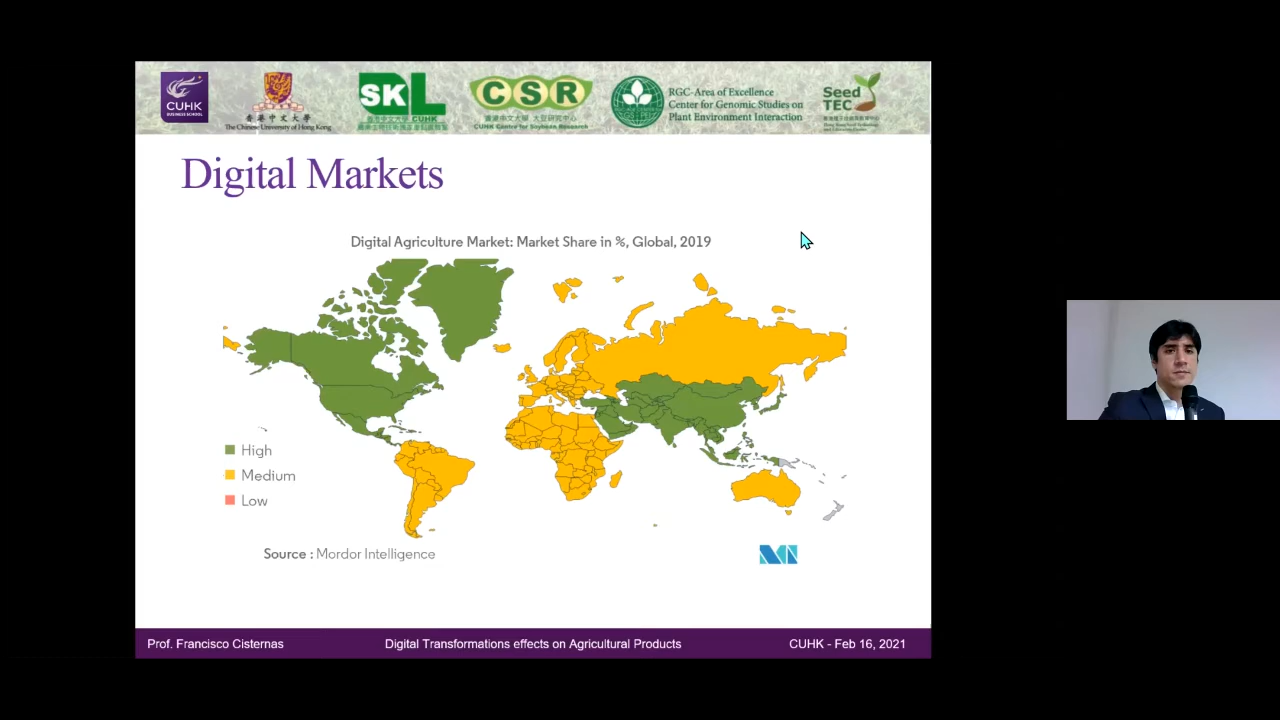 CUHK
BUSINESS SCHOOL
香港中文大學
The Chinese University of Hong Kong
SKL
CUHK
CSR
香港中文大學 大豆研究中心
CUHK Centre for Soybean Research
RGC-Area of Excellence
Center for Genomic Studies on
Plant Environment Interaction
Seed
TEC
Digital Markets
Digital Agriculture Market: Market Share in %, Global, 2019
High
Medium
Low
Source : Mordor Intelligence
Prof. Francisco Cisternas
Digital Transformations effects on Agricultural Products
CUHK - Feb 16, 2021